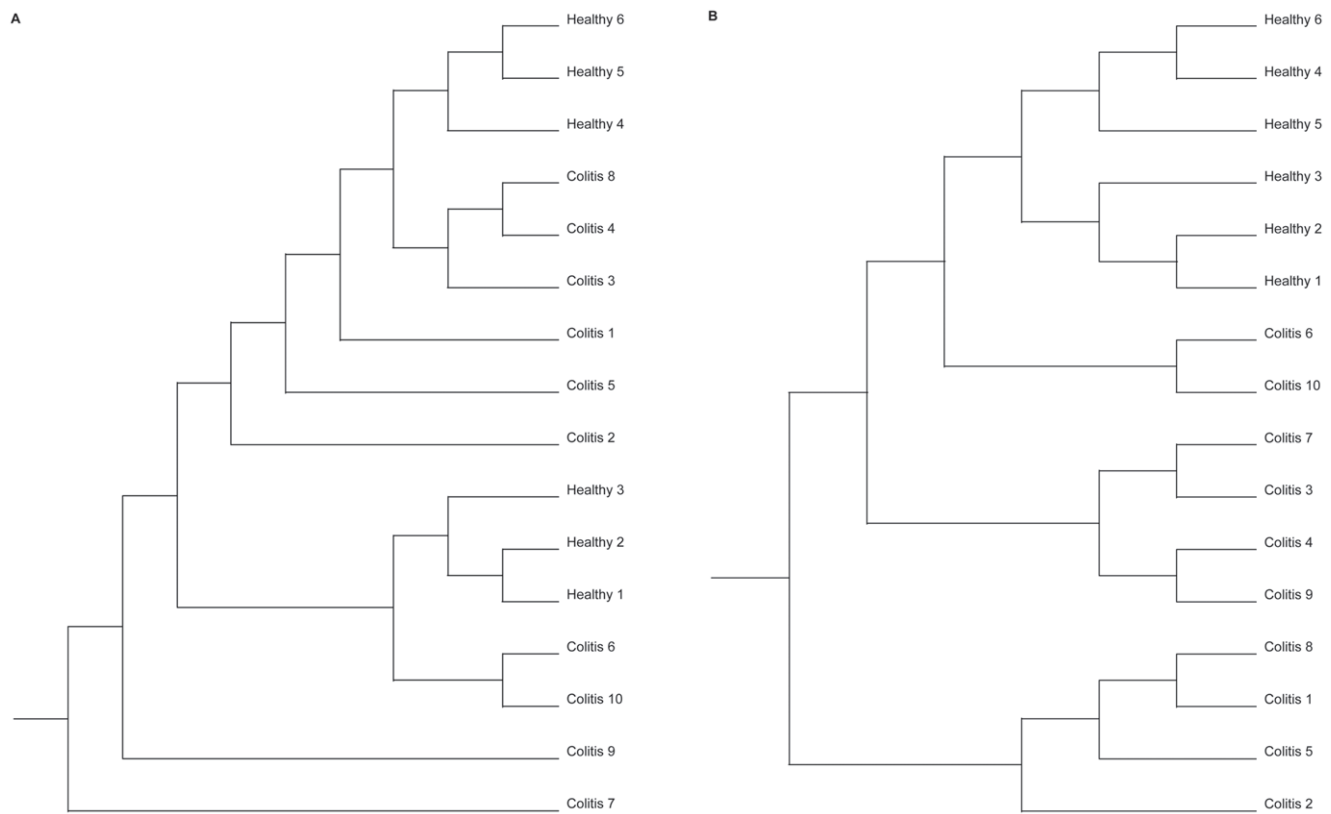 A
Healthy 6
Healthy 5
Healthy 4
Colitis 8
Colitis 4
Colitis 3
Colitis 1
Colitis 5
Colitis 2
Healthy 3
Healthy 2
Healthy 1
Colitis 6
Colitis 10
Colitis 9
Colitis 7
B
Healthy 6
Healthy 4
Healthy 5
Healthy 3
Healthy 2
Healthy 1
Colitis 6
Colitis 10
Colitis 7
Colitis 3
Colitis 4
Colitis 9
Colitis 8
Colitis 1
Colitis 5
Colitis 2